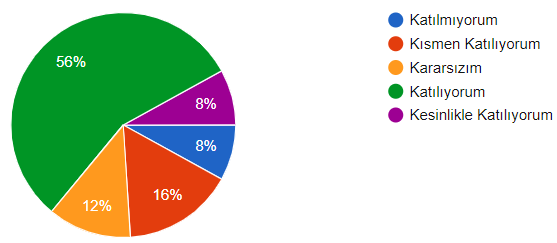 56%
8%
8%
16%
12%
Katılmıyorum
Kısmen Katılıyorum
Kararsızım
Katılıyorum
Kesinlikle Katılıyorum